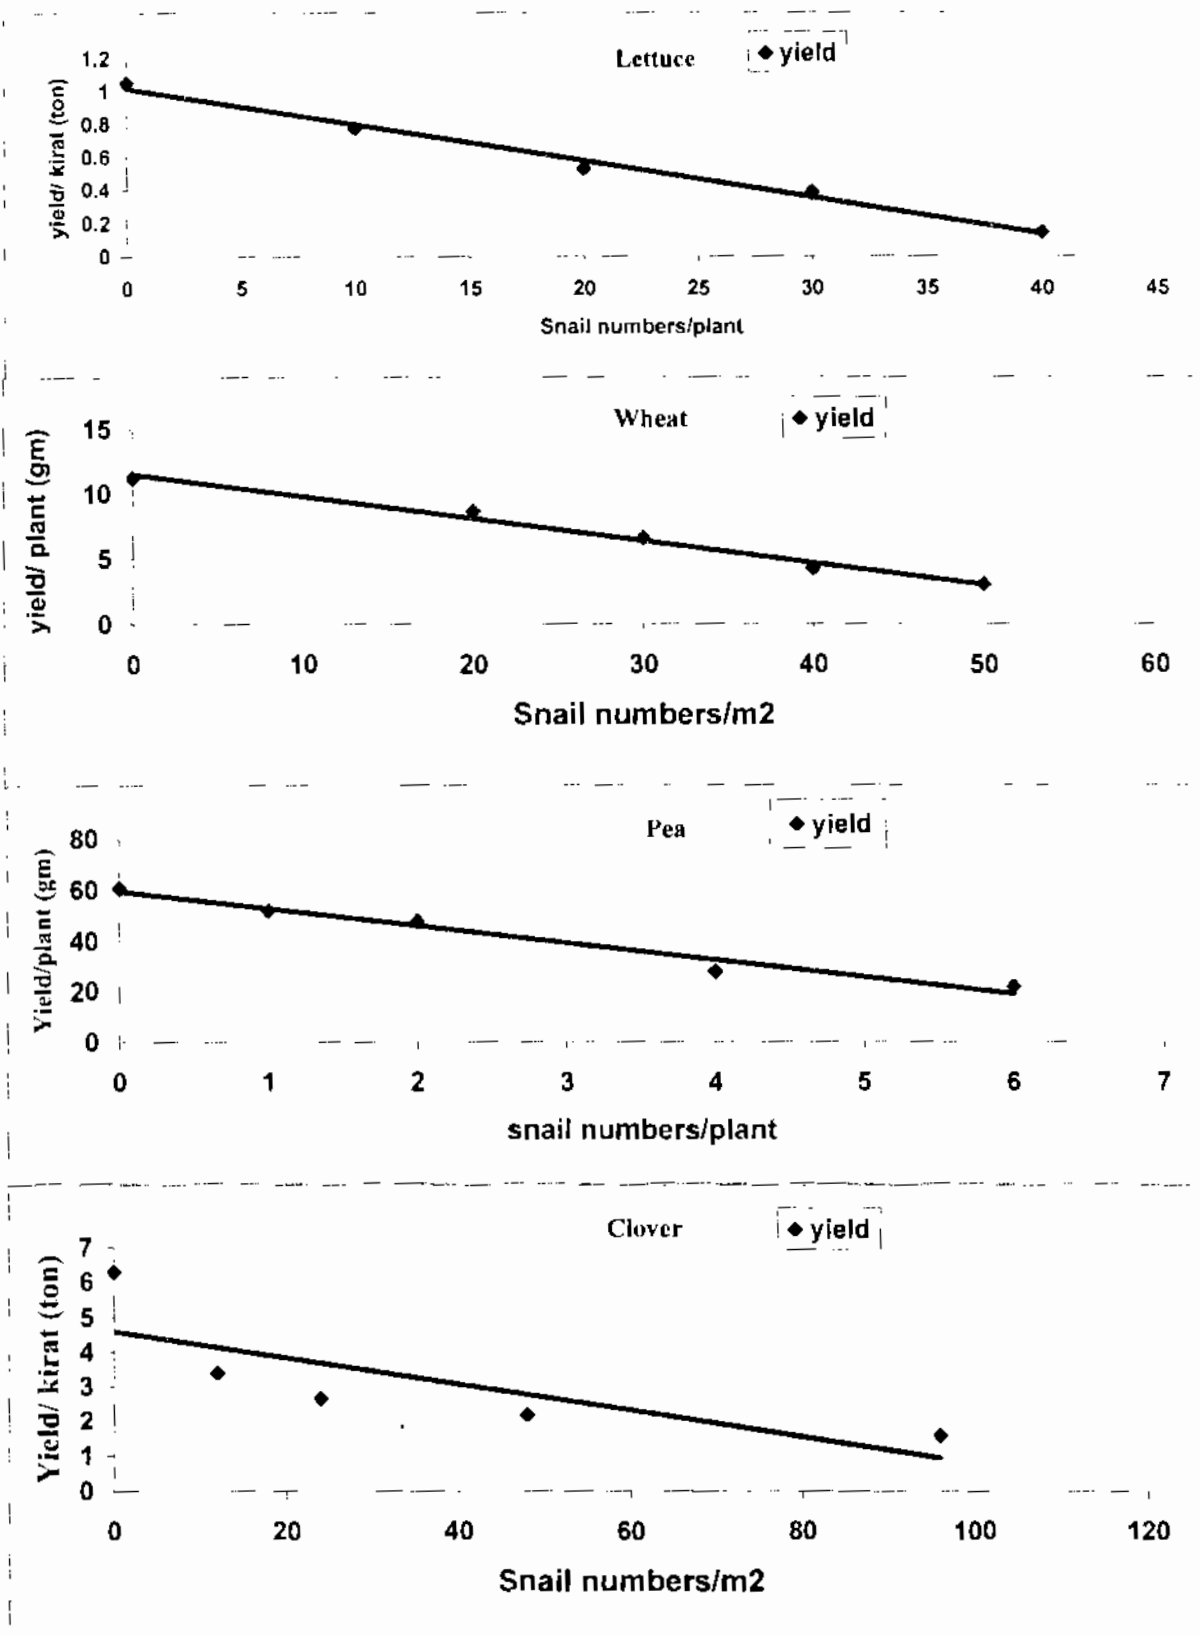 Lettuce
◆ yield
yield/ kirat (ton)
1.2
1
0.8
0.6
0.4
0.2
0
0 5 10 15 20 25 30 35 40 45
Snail numbers/plant
Wheat
◆ yield
yield/ plant (gm)
15
10
5
0
0 10 20 30 40 50 60
Snail numbers/m2
Pea
◆ yield
Yield/plant (gm)
80
60
40
20
0
0 1 2 3 4 5 6 7
snail numbers/plant
Clover
◆ yield
Yield/ kirat (ton)
7
6
5
4
3
2
1
0
0 20 40 60 80 100 120
Snail numbers/m2